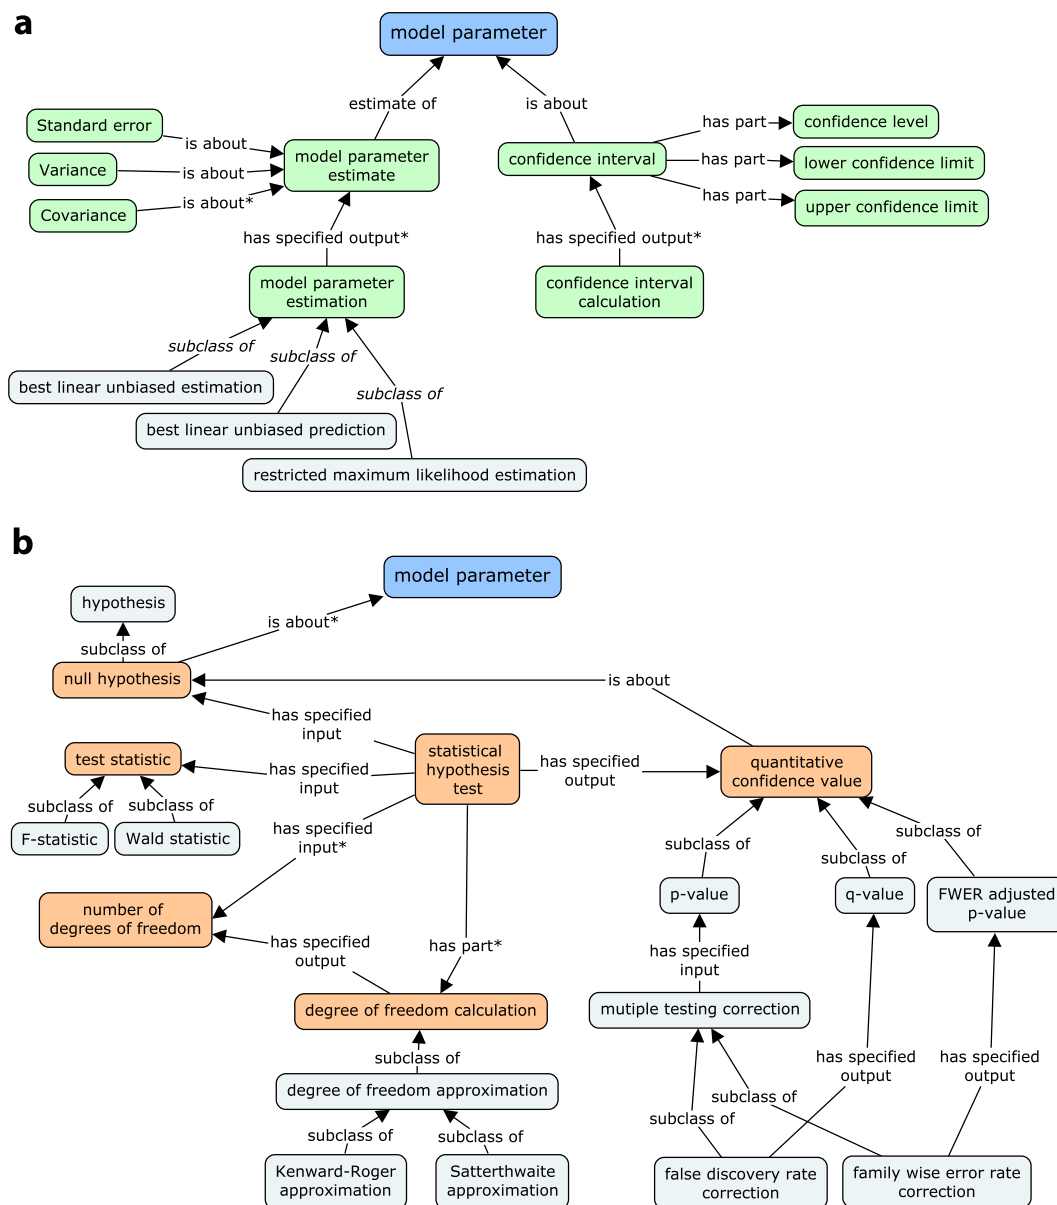 a
model parameter
estimate of
is about
Standard error
is about
Variance
is about
Covariance
is about*
model parameter
estimate
confidence interval
has part
confidence level
has part
lower confidence limit
has part
upper confidence limit
has specified output*
has specified output*
model parameter
estimation
confidence interval
calculation
subclass of
subclass of
subclass of
best linear unbiased estimation
best linear unbiased prediction
restricted maximum likelihood estimation
b
model parameter
hypothesis
is about*
subclass of
null hypothesis
is about
has specified
input
test statistic
has specified
input
statistical
hypothesis
test
has specified
output
quantitative
confidence value
subclass of
subclass of
F-statistic
Wald statistic
has specified
input*
subclass of
subclass of
subclass of
p-value
q-value
FWER adjusted
p-value
number of
degrees of freedom
has specified
output
has part*
has specified
input
degree of freedom calculation
mutiple testing correction
subclass of
has specified
output
has specified
output
degree of freedom approximation
subclass of
subclass of
subclass of
subclass of
Kenward-Roger
approximation
Satterthwaite
approximation
false discovery rate
correction
family wise error rate
correction